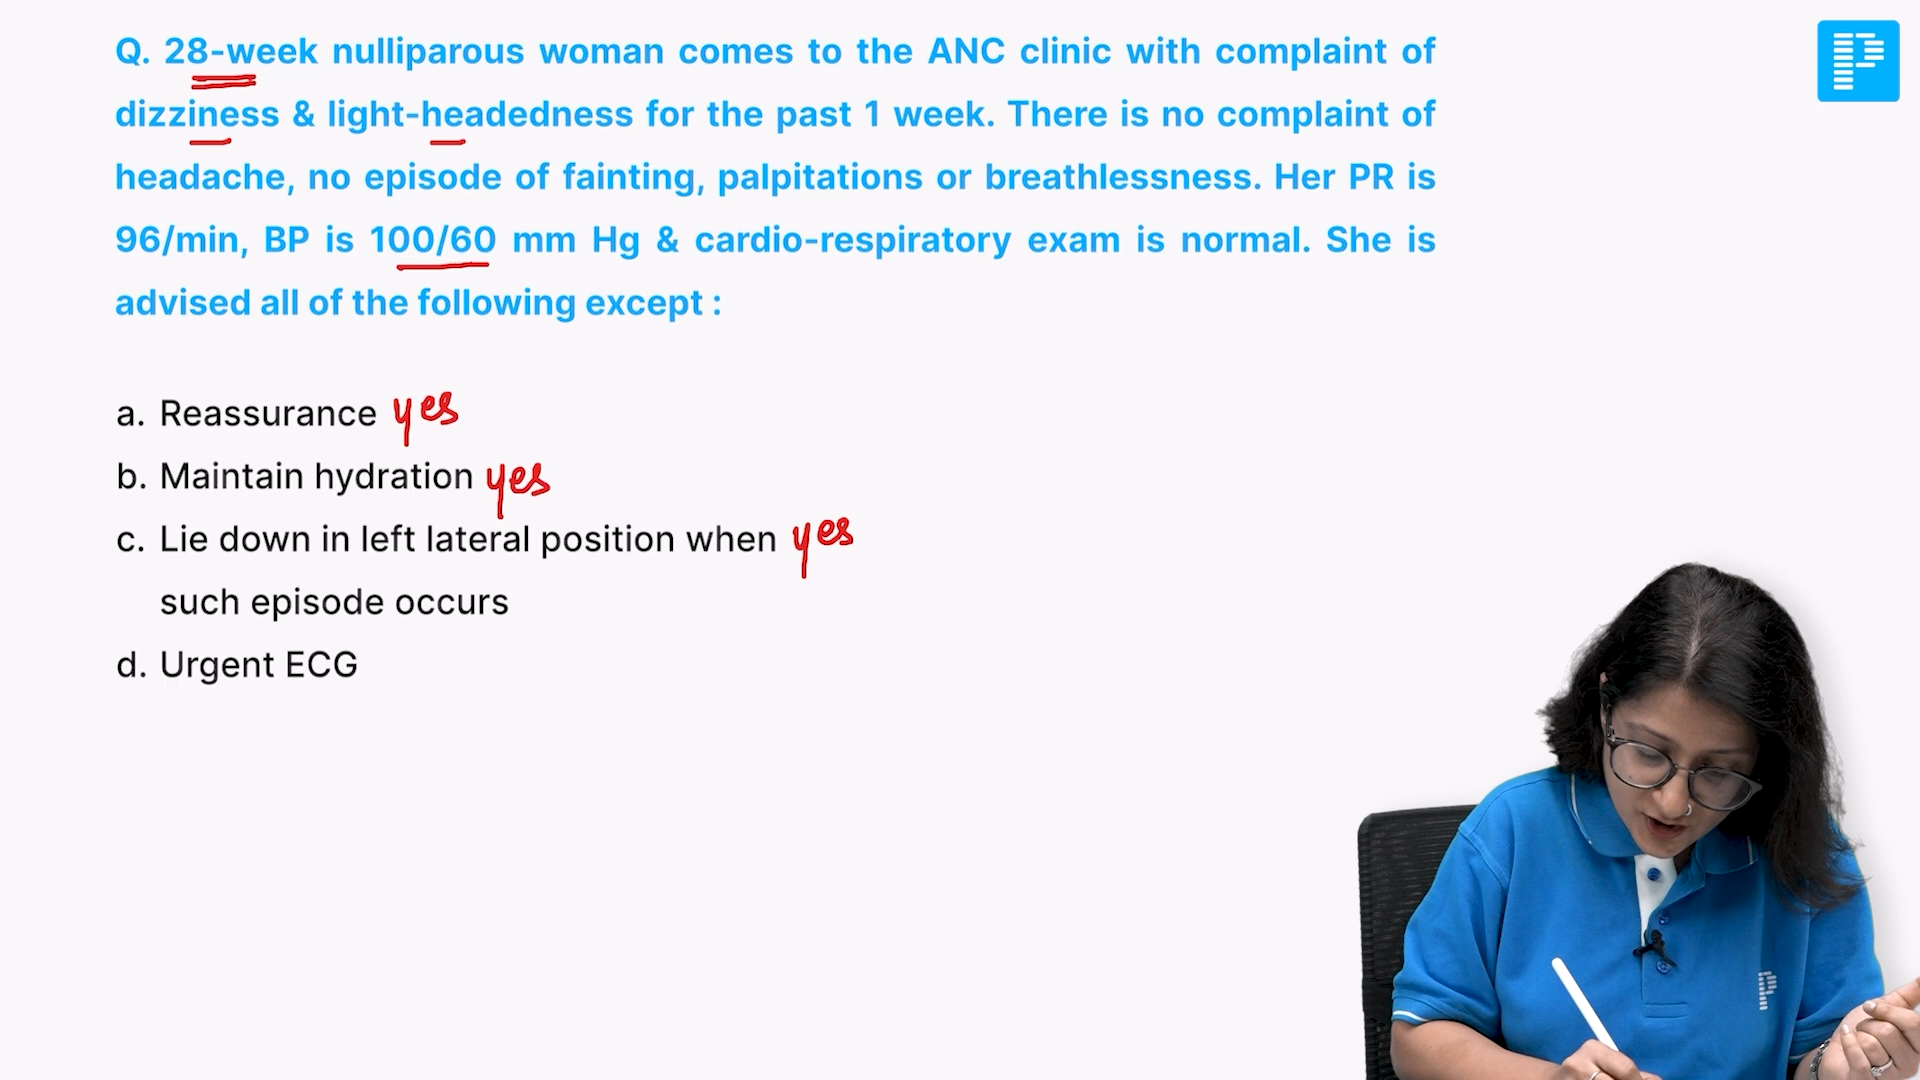 Q. 28-week nulliparous woman comes to the ANC clinic with complaint of
dizziness & light-headedness for the past 1 week. There is no complaint of
headache, no episode of fainting, palpitations or breathlessness. Her PR is
96/min, BP is 100/60 mm Hg & cardio-respiratory exam is normal. She is
advised all of the following except :
a. Reassurance yes
b. Maintain hydration yes
c. Lie down in left lateral position when yes
such episode occurs
d. Urgent ECG